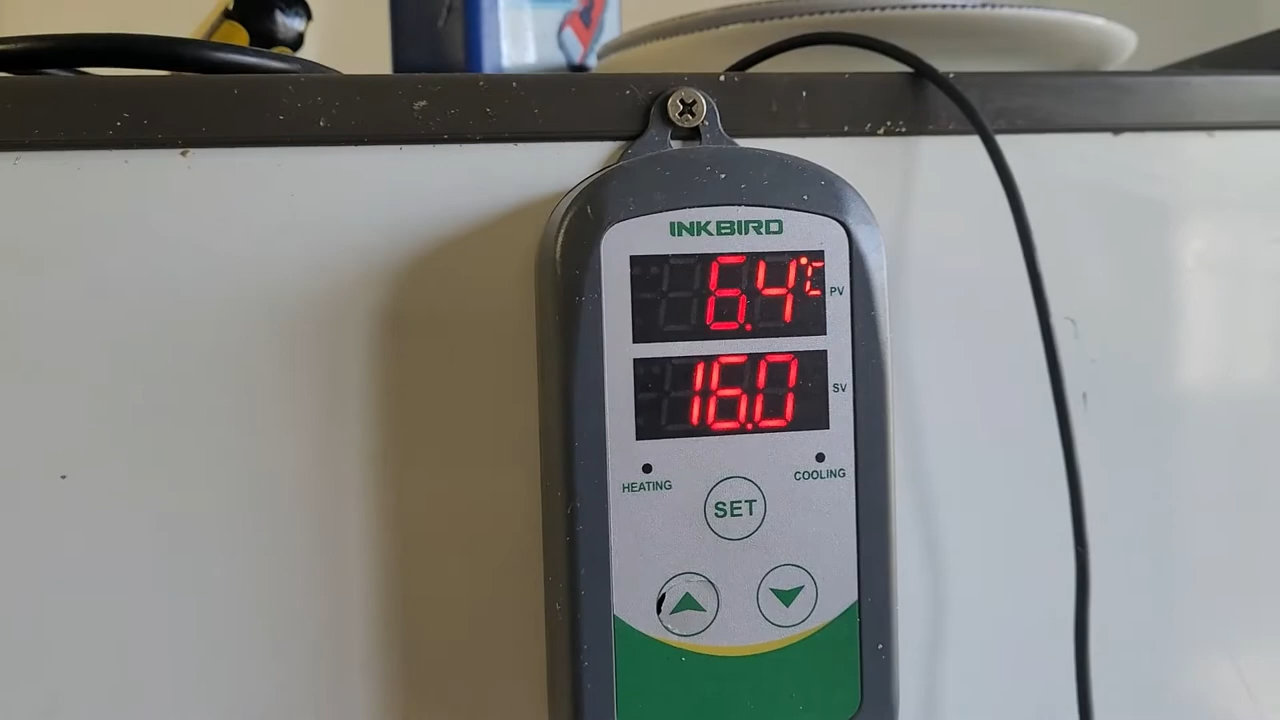 INKBIRD
6.4°C PV
16.0 SV
HEATING
COOLING
SET